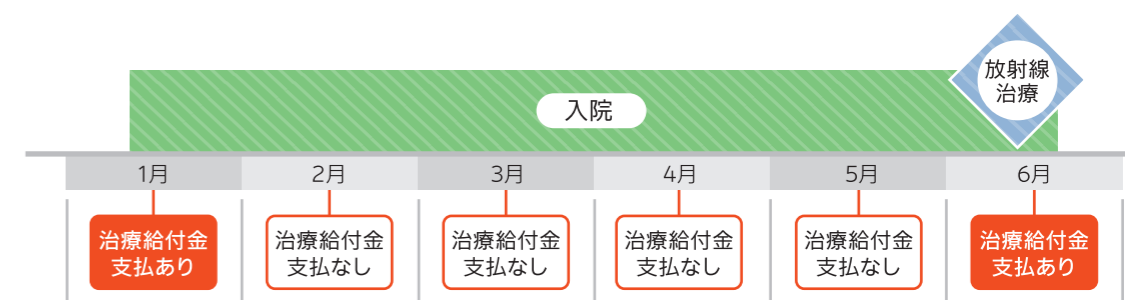 放射線
治療
入院
1月
2月
3月
4月
5月
6月
治療給付金
支払あり
治療給付金
支払なし
治療給付金
支払なし
治療給付金
支払なし
治療給付金
支払なし
治療給付金
支払あり